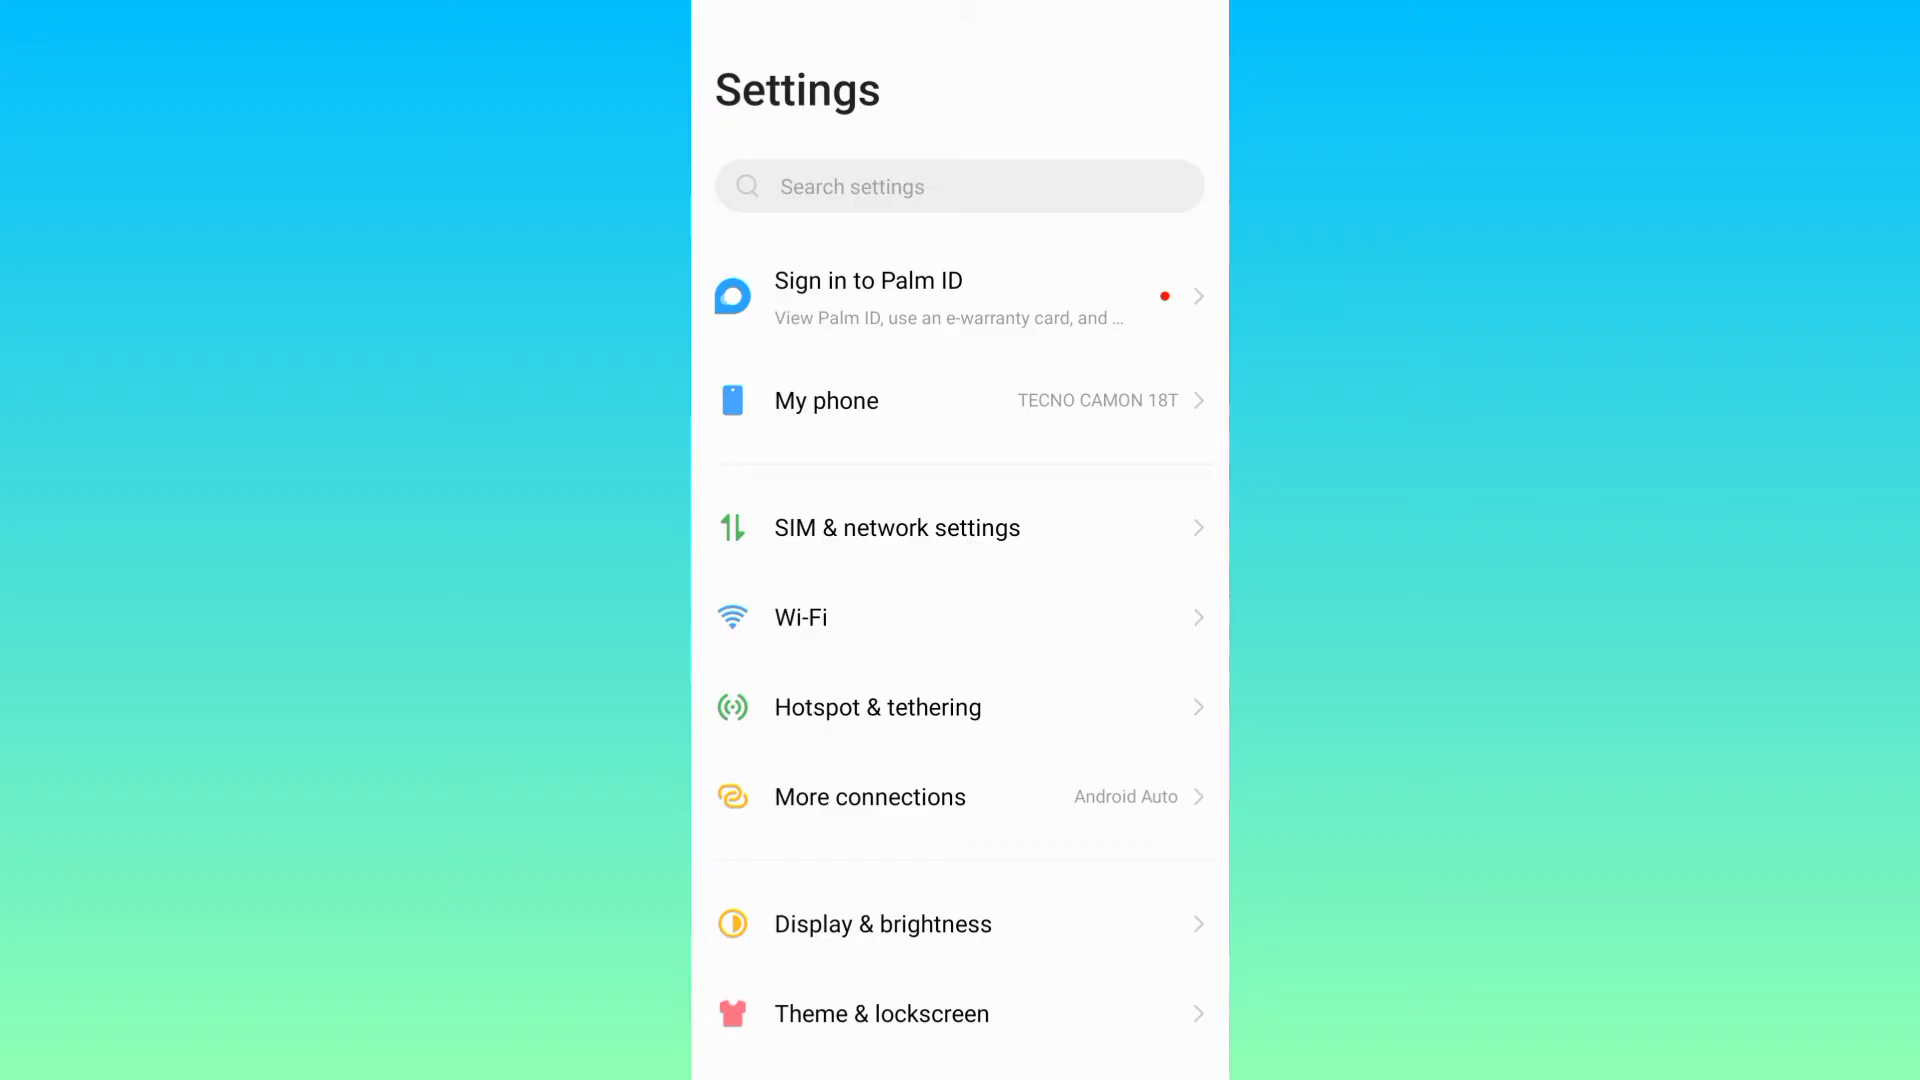 Settings
Search settings
Sign in to Palm ID
View Palm ID, use an e-warranty card, and ...
My phone
TECNO CAMON 18T
SIM & network settings
Wi-Fi
Hotspot & tethering
More connections
Android Auto
Display & brightness
Theme & lockscreen